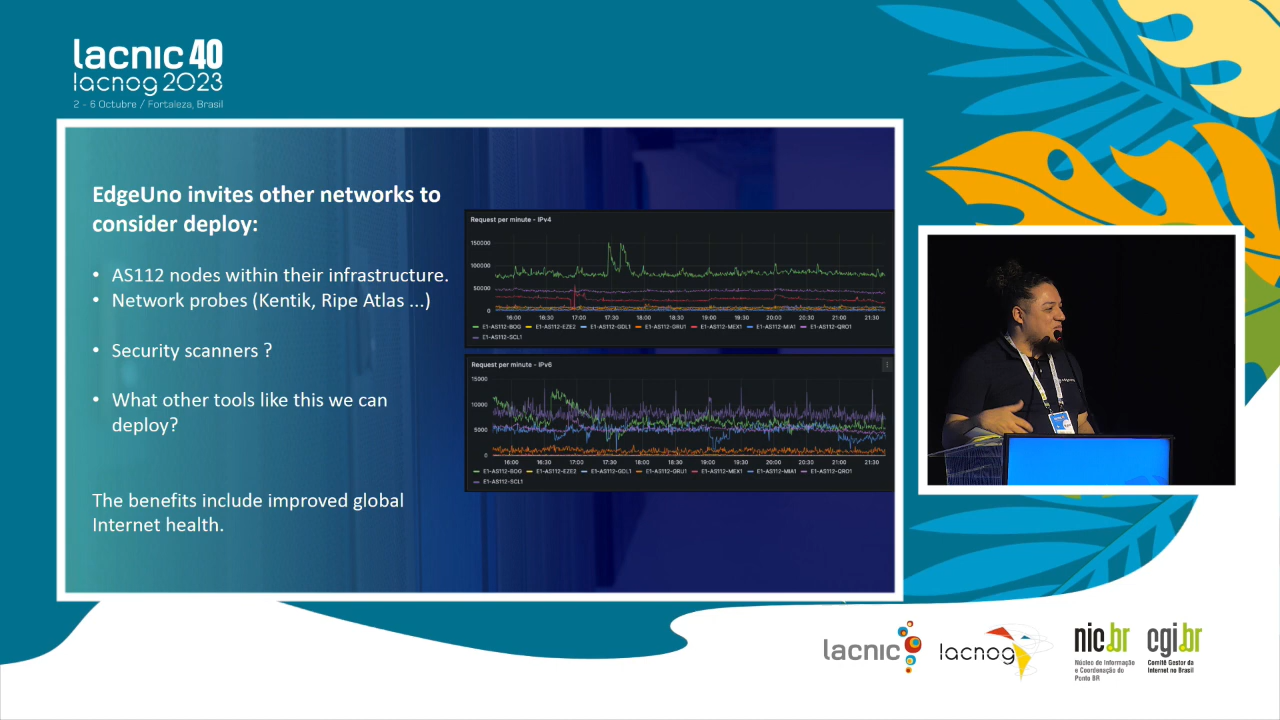 lacnic 40
lacnog 2023
2 - 6 Octubre / Fortaleza, Brasil
EdgeUno invites other networks to
consider deploy:
• AS112 nodes within their infrastructure.
• Network probes (Kentik, Ripe Atlas ...)
• Security scanners ?
• What other tools like this we can
deploy?
The benefits include improved global
Internet health.
Request per minute - IPv4
150000
100000
50000
0
16:00 16:30 17:00 17:30 18:00 18:30 19:00 19:30 20:00 20:30 21:00 21:30
E1-AS112-BOG E1-AS112-EZE2 E1-AS112-GDL1 E1-AS112-GRU1 E1-AS112-MEX1 E1-AS112-MIA1 E1-AS112-QRO1
E1-AS112-SCL1
Request per minute - IPv6
15000
10000
5000
0
16:00 16:30 17:00 17:30 18:00 18:30 19:00 19:30 20:00 20:30 21:00 21:30
E1-AS112-BOG E1-AS112-EZE2 E1-AS112-GDL1 E1-AS112-GRU1 E1-AS112-MEX1 E1-AS112-MIA1 E1-AS112-QRO1
E1-AS112-SCL1
lacnic
lacnog
nic.br
Núcleo de Informação
e Coordenação do
Ponto BR
cgi.br
Comitê Gestor da
Internet no Brasil